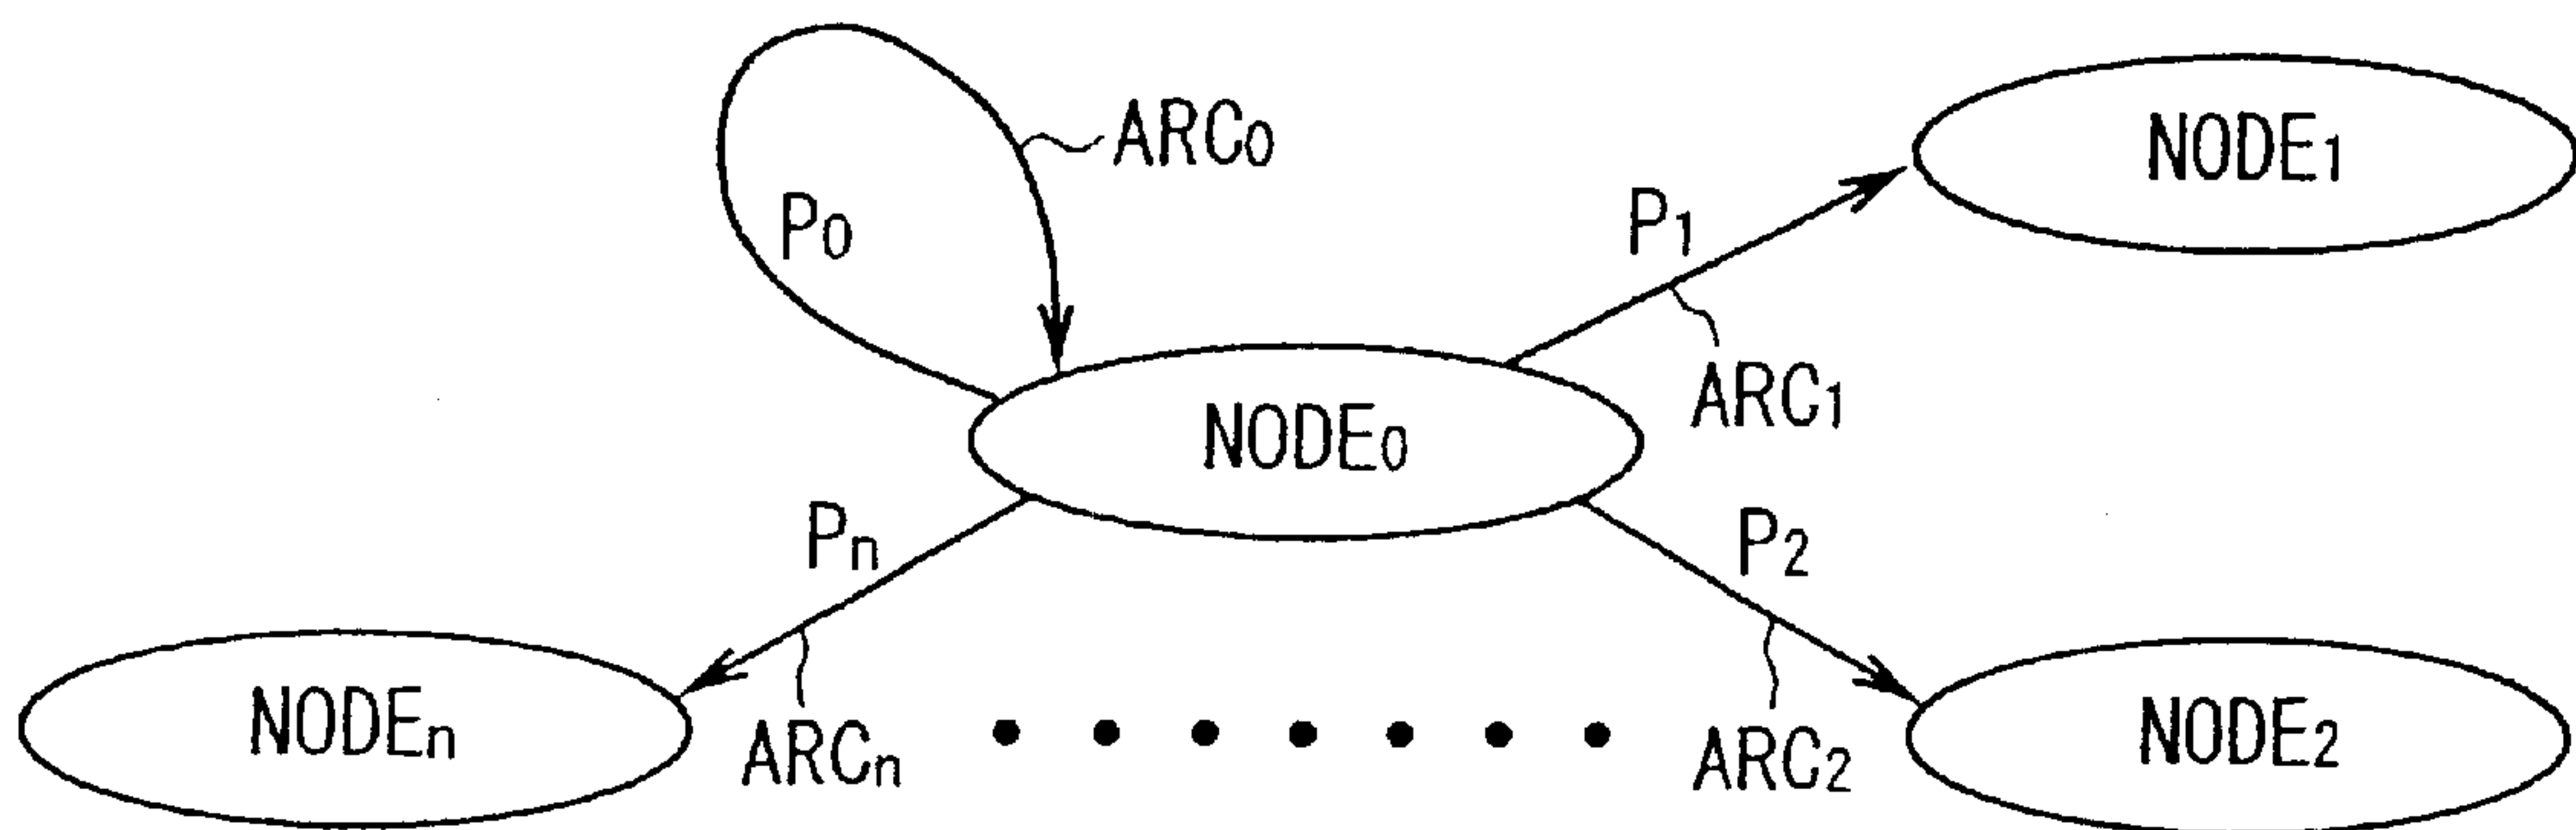 ARC₀
NODE₁
P₀
P₁
ARC₁
NODE₀
Pₙ
P₂
NODEₙ
ARCₙ
ARC₂
NODE₂